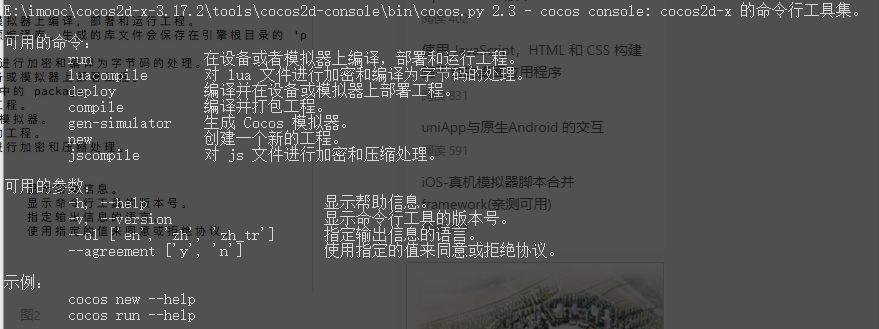 E:\imooc\cocos2d-x-3.17.2\tools\cocos2d-console\bin\cocos.py 2.3 - cocos console: cocos2d-x 的命令行工具集。
可用的命令：
run 在设备或者模拟器上编译，部署和运行工程。
luacompile 对 lua 文件进行加密和编译为字节码的处理。
deploy 编译并在设备或模拟器上部署工程。
compile 编译并打包工程。
gen-simulator 生成 Cocos 模拟器。
new 创建一个新的工程。
jscompile 对 js 文件进行加密和压缩处理。
可用的参数：
-h, --help 显示帮助信息。
-v, --version 显示命令行工具的版本号。
--ol ['en', 'zh', 'zh_tr'] 指定输出信息的语言。
--agreement ['y', 'n'] 使用指定的值来同意或拒绝协议。
示例：
cocos new --help
cocos run --help
阅读 402
使用 JavaScript，HTML 和 CSS 构建
用程序
阅读 831
uniApp与原生Android 的交互
阅读 591
iOS-真机模拟器脚本合并
framework(亲测可用)
图2